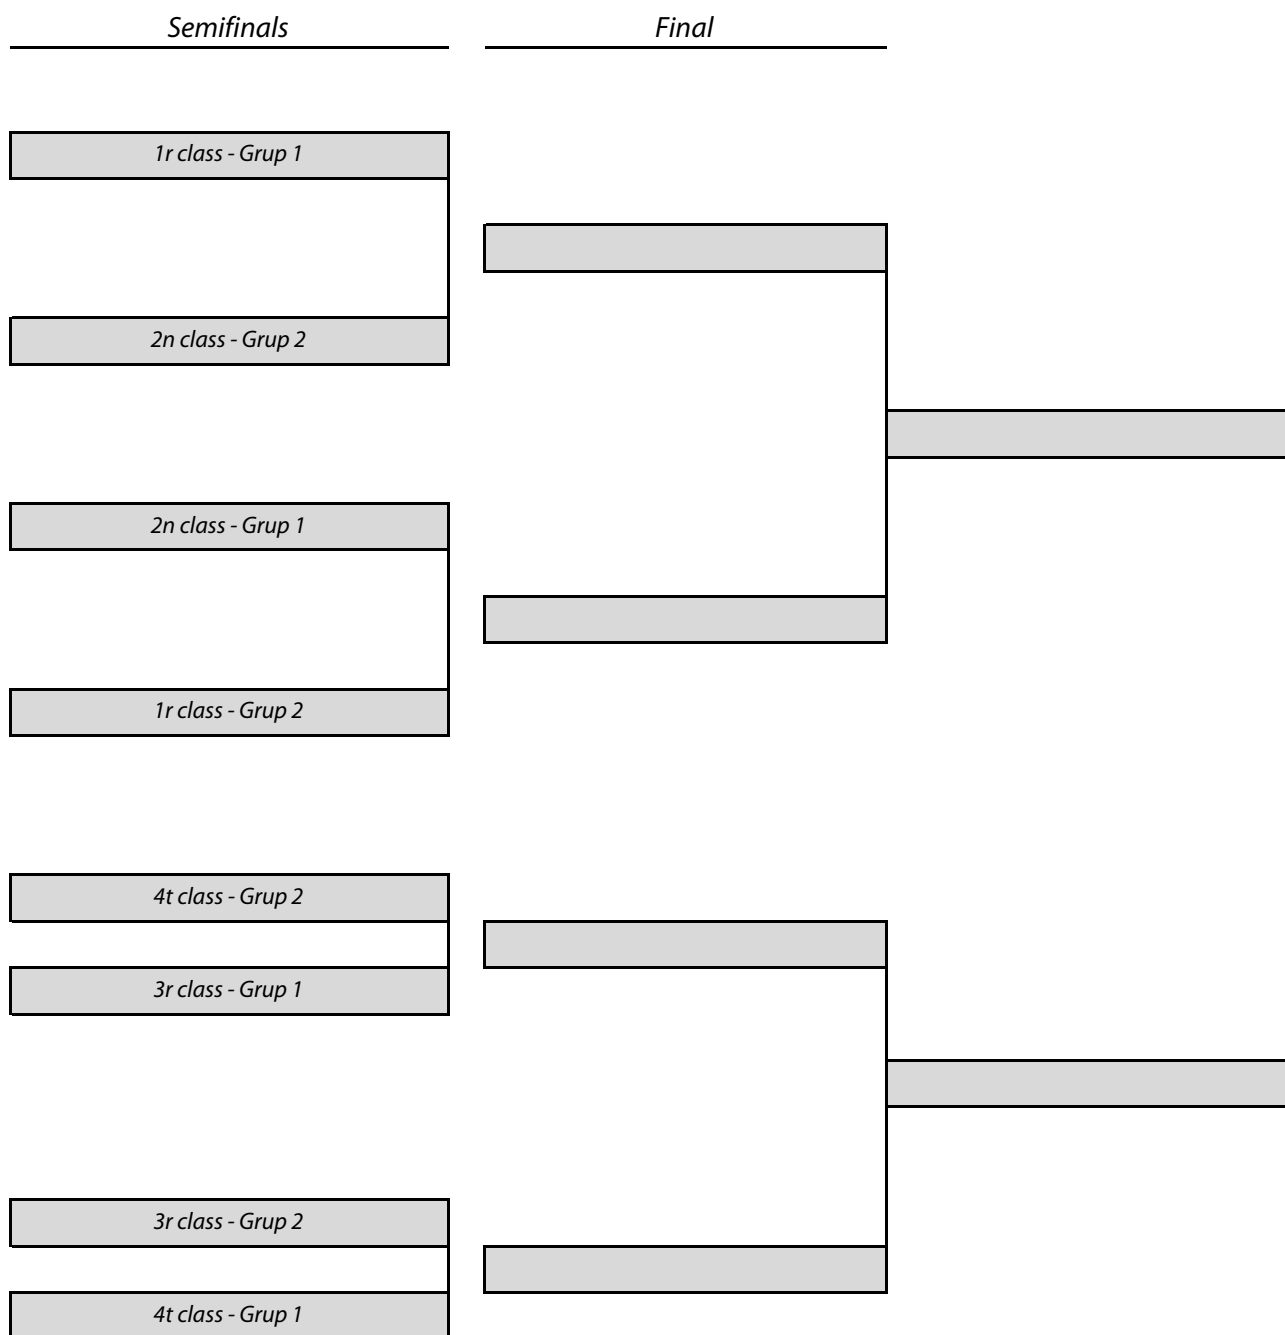 Semifinals
Final
1r class - Grup 1
2n class - Grup 2
2n class - Grup 1
1r class - Grup 2
4t class - Grup 2
3r class - Grup 1
3r class - Grup 2
4t class - Grup 1